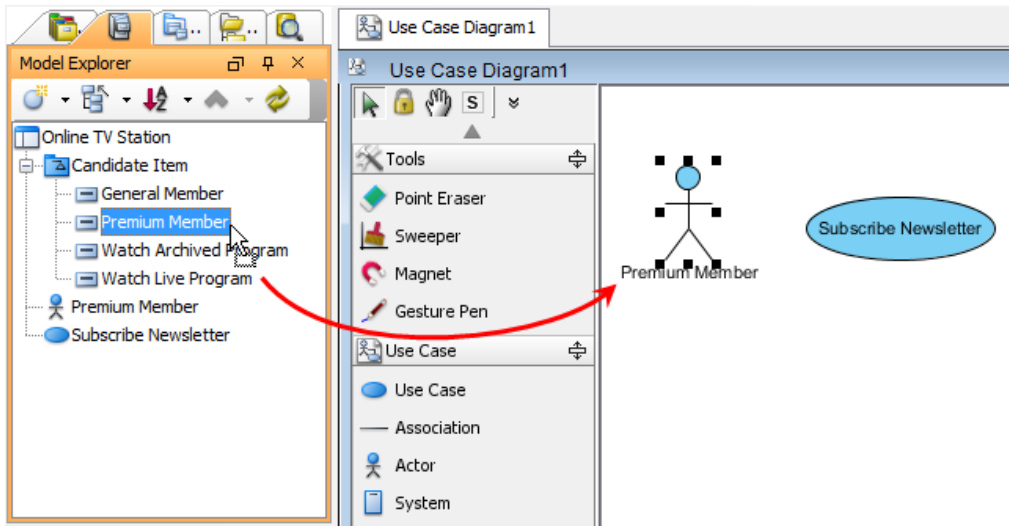 Model Explorer
Online TV Station
Candidate Item
General Member
Premium Member
Watch Archived Program
Watch Live Program
Premium Member
Subscribe Newsletter
Use Case Diagram1
Use Case Diagram1
S
Tools
Point Eraser
Sweeper
Magnet
Gesture Pen
Use Case
Use Case
Association
Actor
System
Premium Member
Subscribe Newsletter